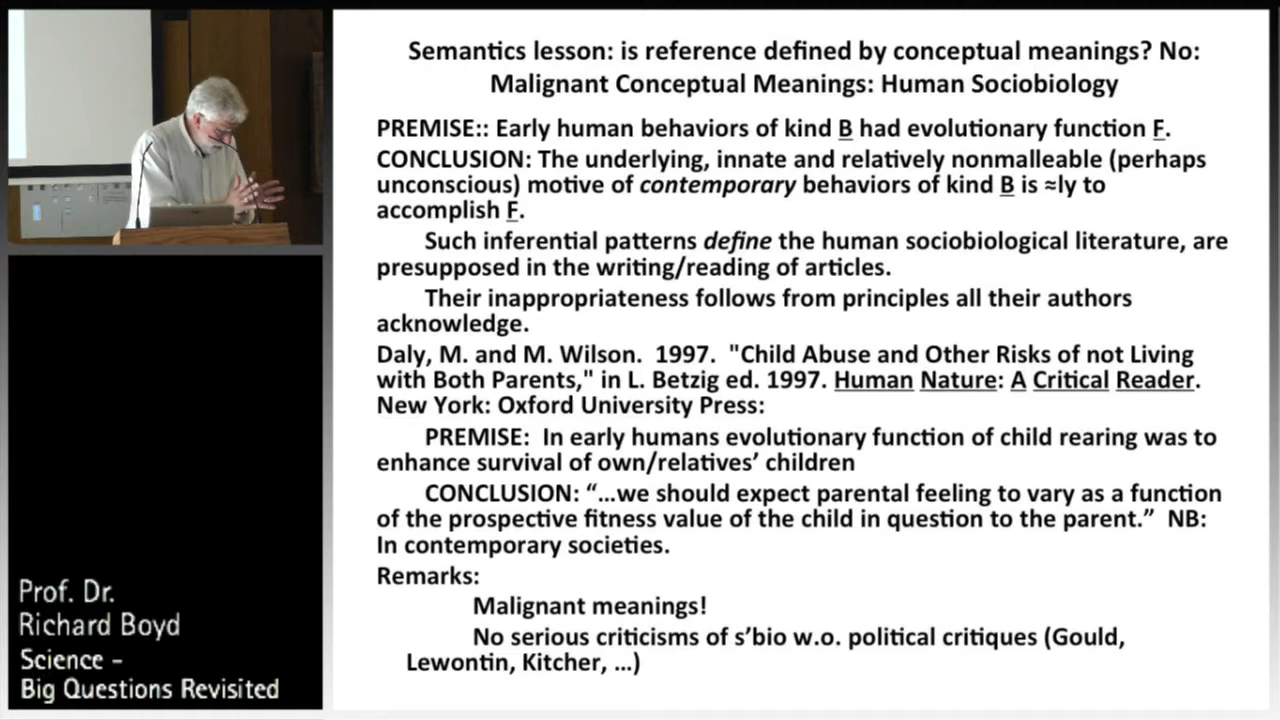 Semantics lesson: is reference defined by conceptual meanings? No:
Malignant Conceptual Meanings: Human Sociobiology
PREMISE:: Early human behaviors of kind B had evolutionary function F.
CONCLUSION: The underlying, innate and relatively nonmalleable (perhaps
unconscious) motive of contemporary behaviors of kind B is ≈ly to
accomplish F.
Such inferential patterns define the human sociobiological literature, are
presupposed in the writing/reading of articles.
Their inappropriateness follows from principles all their authors
acknowledge.
Daly, M. and M. Wilson. 1997. "Child Abuse and Other Risks of not Living
with Both Parents," in L. Betzig ed. 1997. Human Nature: A Critical Reader.
New York: Oxford University Press:
PREMISE: In early humans evolutionary function of child rearing was to
enhance survival of own/relatives’ children
CONCLUSION: “…we should expect parental feeling to vary as a function
of the prospective fitness value of the child in question to the parent.” NB:
In contemporary societies.
Remarks:
Malignant meanings!
No serious criticisms of s’bio w.o. political critiques (Gould,
Lewontin, Kitcher, …)
Prof. Dr.
Richard Boyd
Science -
Big Questions Revisited